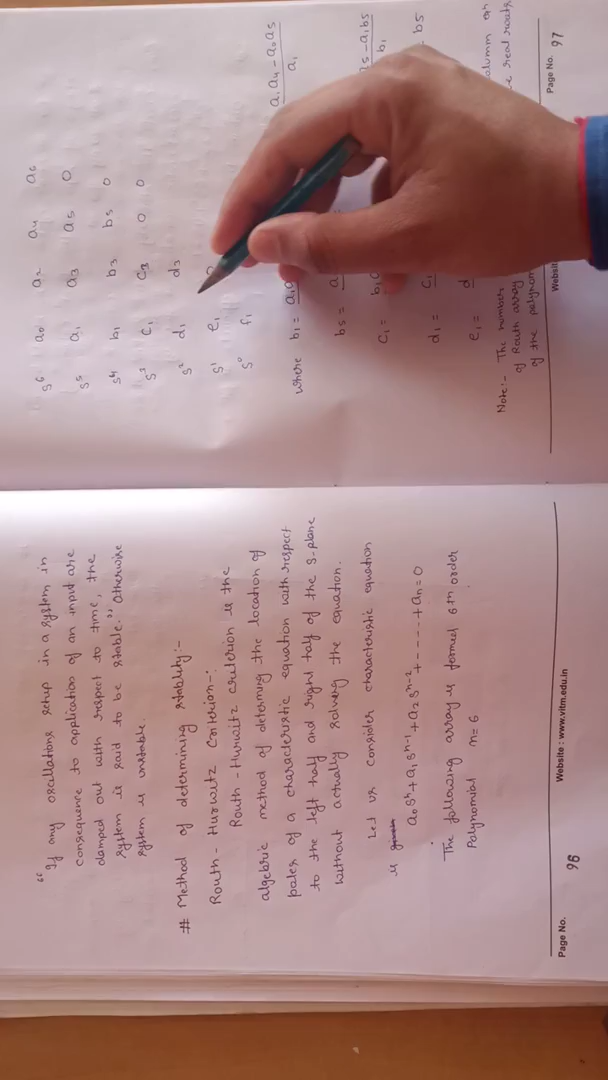 " If any oscillations setup in a system in
consequence to application of an input are
damped out with respect to time, the
system is said to be stable." Otherwise
system is unstable.
# Method of determining stability:-
Routh - Hurwitz Criterion-:
Routh-Hurwitz criterion is the
algebric method of determing the location of
poles of a characteristic equation with respect
to the left half and right half of the s-plane
without actually solving the equation.
Let us consider characteristic equation
is
a₀sⁿ+a₁sⁿ⁻¹+a₂sⁿ⁻²+-----+aₙ=0
The following array is formed 6th order
Polynomial n=6
Page No. 96 Website : www.vitm.edu.in
s⁶ a₀ a₂ a₄ a₆
s⁵ a₁ a₃ a₅ 0
s⁴ b₁ b₃ b₅ 0
s³ c₁ c₃ 0 0
s² d₁ d₃
s¹ e₁
s⁰ f₁
where b₁ =
a₁a₄-a₀a₅
a₁
b₅ =
c₁ =
b₁
d₁ =
e₁ =
Note:- The number
of Routh array
of the polynom
Page No. 97